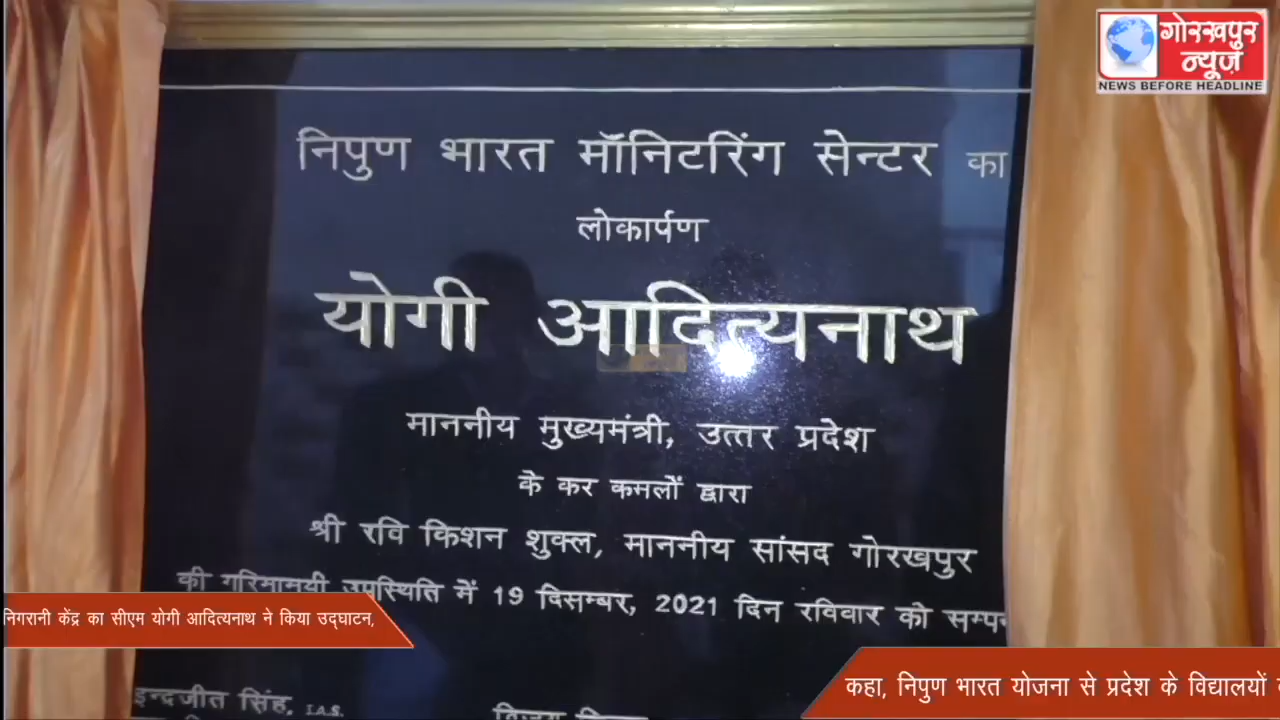 गोरखपुर
न्यूज़
NEWS BEFORE HEADLINE
निपुण भारत मॉनिटरिंग सेन्टर का
लोकार्पण
योगी आदित्यनाथ
माननीय मुख्यमंत्री, उत्तर प्रदेश
के कर कमलों द्वारा
श्री रवि किशन शुक्ल, माननीय सांसद गोरखपुर
की गरिमामयी उपस्थिति में 19 दिसम्बर, 2021 दिन रविवार को
निगरानी केंद्र का सीएम योगी आदित्यनाथ ने किया उद्घाटन,
कहा, निपुण भारत योजना से प्रदेश के विद्यालयों
इन्द्रजीत सिंह, I.A.S.